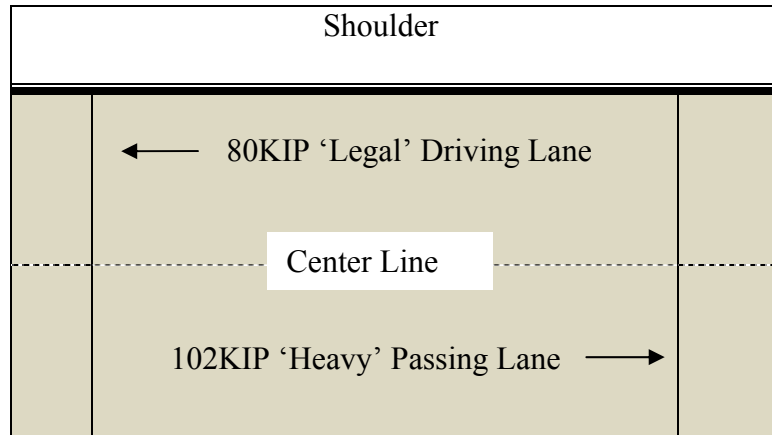 Shoulder
80KIP ‘Legal’ Driving Lane
Center Line
102KIP ‘Heavy’ Passing Lane